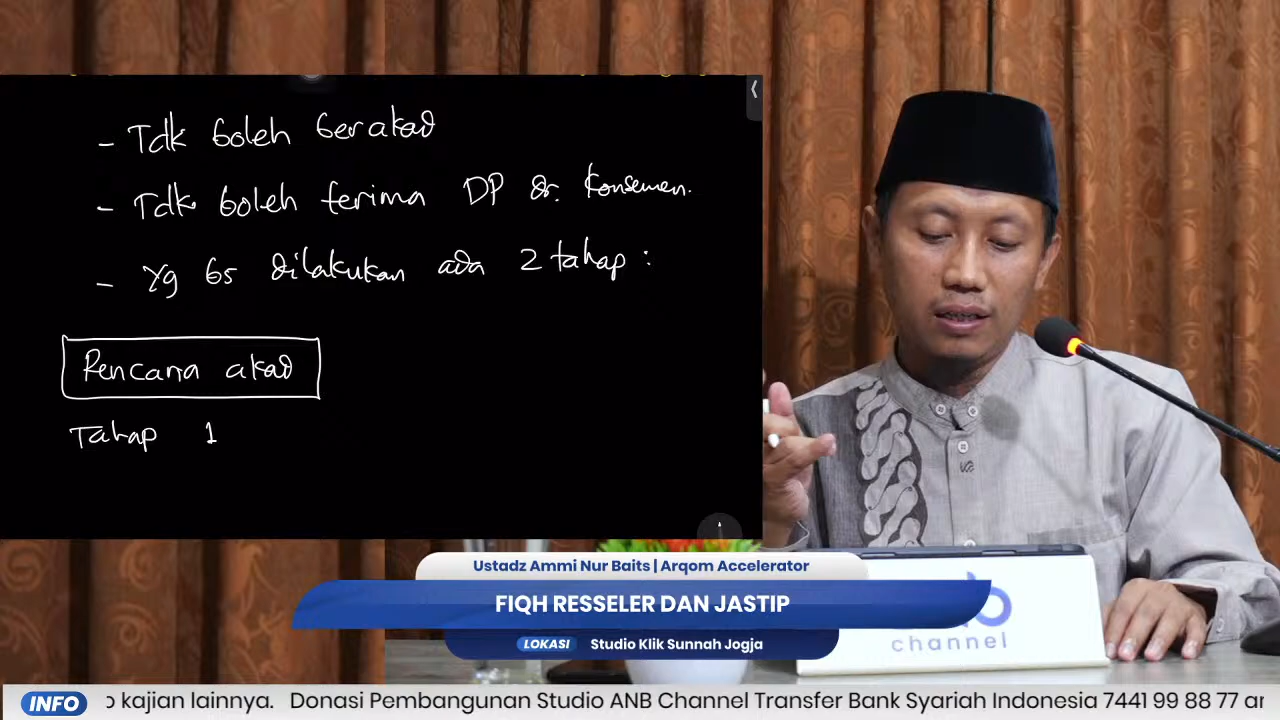 - Tdk boleh berakad
- Tdk boleh terima DP dr. Konsumen.
- Yg bs dilakukan ada 2 tahap :
Rencana akad
Tahap 1
Ustadz Ammi Nur Baits | Arqom Accelerator
FIQH RESSELER DAN JASTIP
LOKASI Studio Klik Sunnah Jogja
channel
INFO kajian lainnya. Donasi Pembangunan Studio ANB Channel Transfer Bank Syariah Indonesia 7441 99 88 77